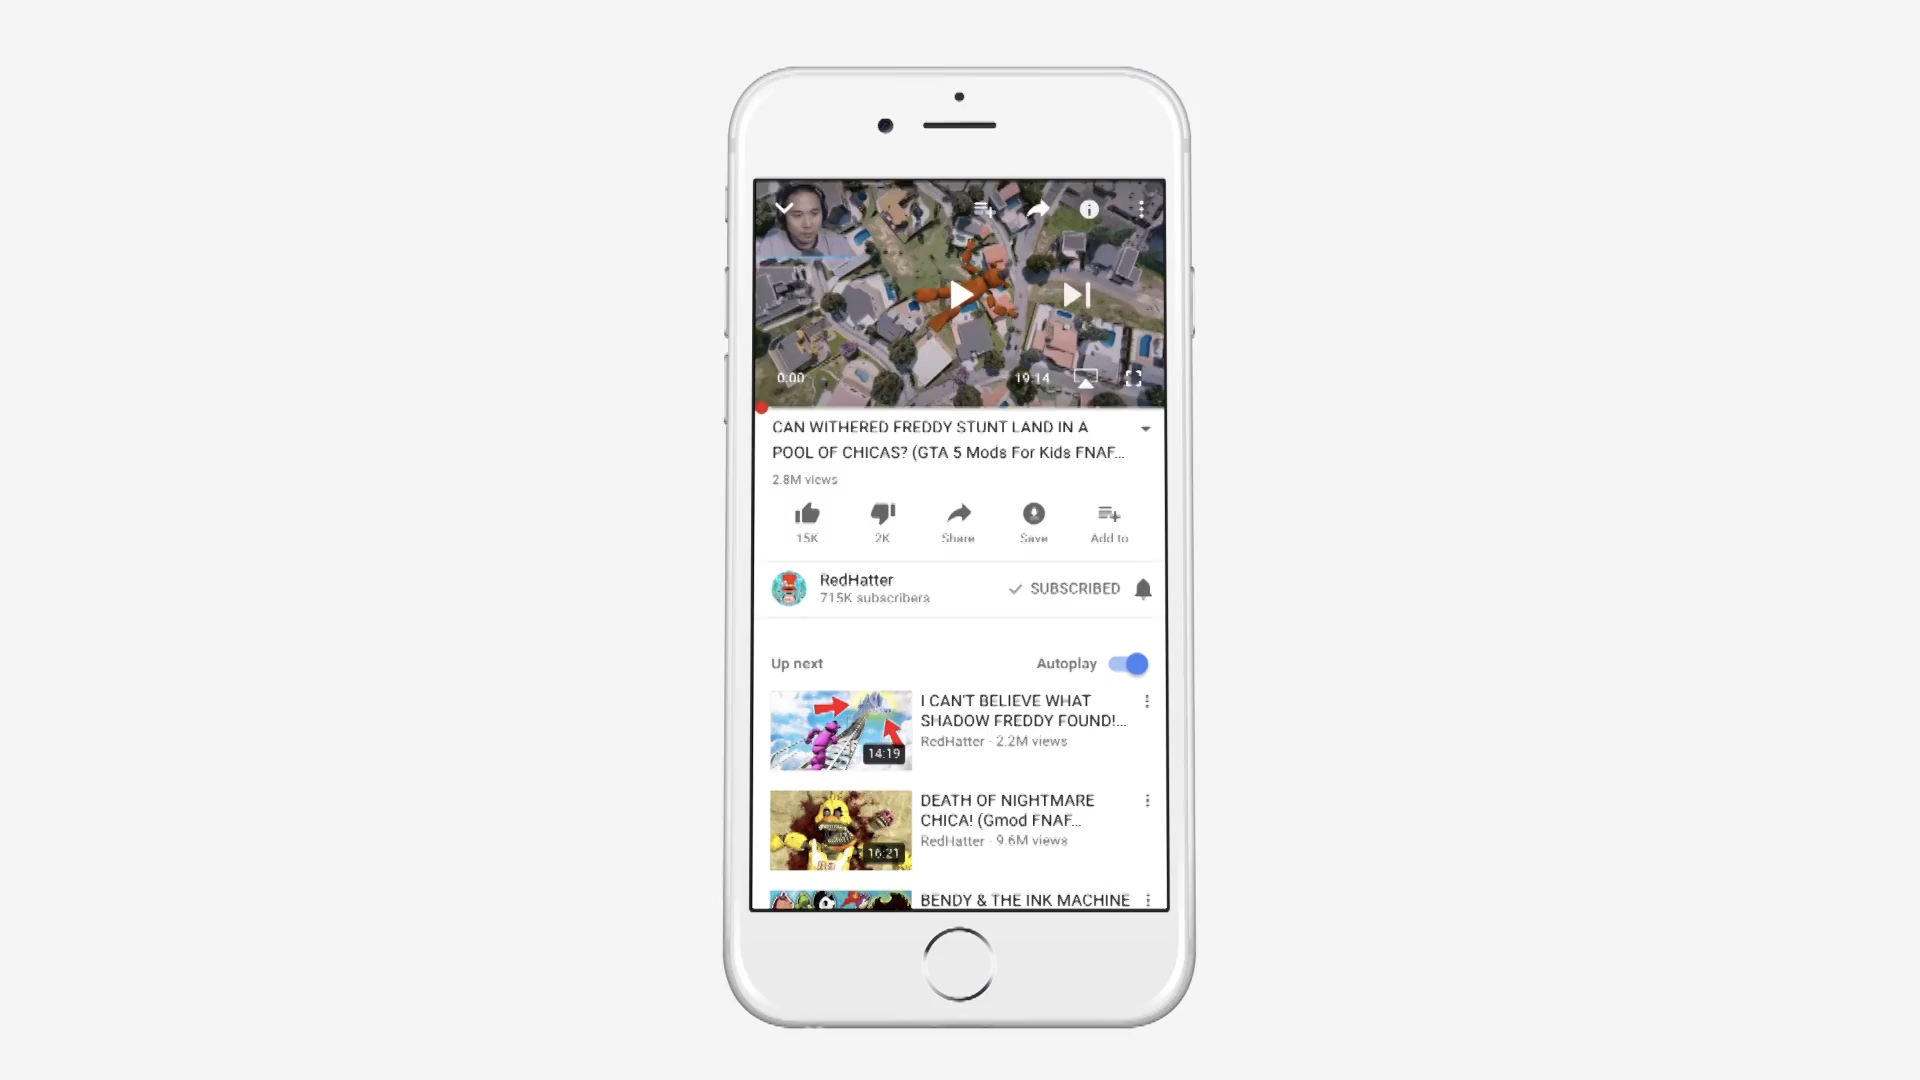 0:00
19:14
CAN WITHERED FREDDY STUNT LAND IN A
POOL OF CHICAS? (GTA 5 Mods For Kids FNAF...
2.8M views
15K
2K
Share
Save
Add to
RedHatter
715K subscribers
SUBSCRIBED
Up next
Autoplay
I CAN'T BELIEVE WHAT
SHADOW FREDDY FOUND!...
RedHatter · 2.2M views
14:19
DEATH OF NIGHTMARE
CHICA! (Gmod FNAF...
RedHatter · 9.6M views
16:21
BENDY & THE INK MACHINE